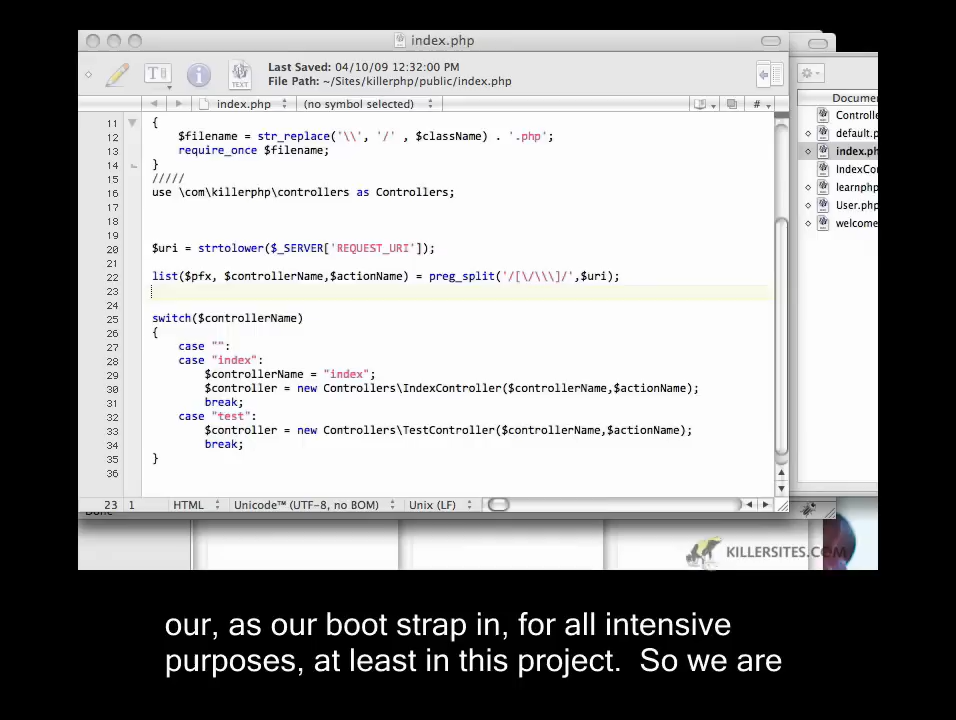 index.php
Last Saved: 04/10/09 12:32:00 PM
File Path: ~/Sites/killerphp/public/index.php
TEXT
index.php (no symbol selected) #
11 {
12 $filename = str_replace('\\', '/' , $className) . '.php';
13 require_once $filename;
14 }
15 /////
16 use \com\killerphp\controllers as Controllers;
17
18
19
20 $uri = strtolower($_SERVER['REQUEST_URI']);
21
22 list($pfx, $controllerName,$actionName) = preg_split('/[\/\\\]/',$uri);
23
24
25 switch($controllerName)
26 {
27 case "":
28 case "index":
29 $controllerName = "index";
30 $controller = new Controllers\IndexController($controllerName,$actionName);
31 break;
32 case "test":
33 $controller = new Controllers\TestController($controllerName,$actionName);
34 break;
35 }
36
23 1 HTML Unicode™ (UTF-8, no BOM) Unix (LF)
Docume
Controlle
default.p
index.ph
IndexCon
learnphp
User.php
welcome
KILLERSITES.COM
our, as our boot strap in, for all intensive
purposes, at least in this project. So we are